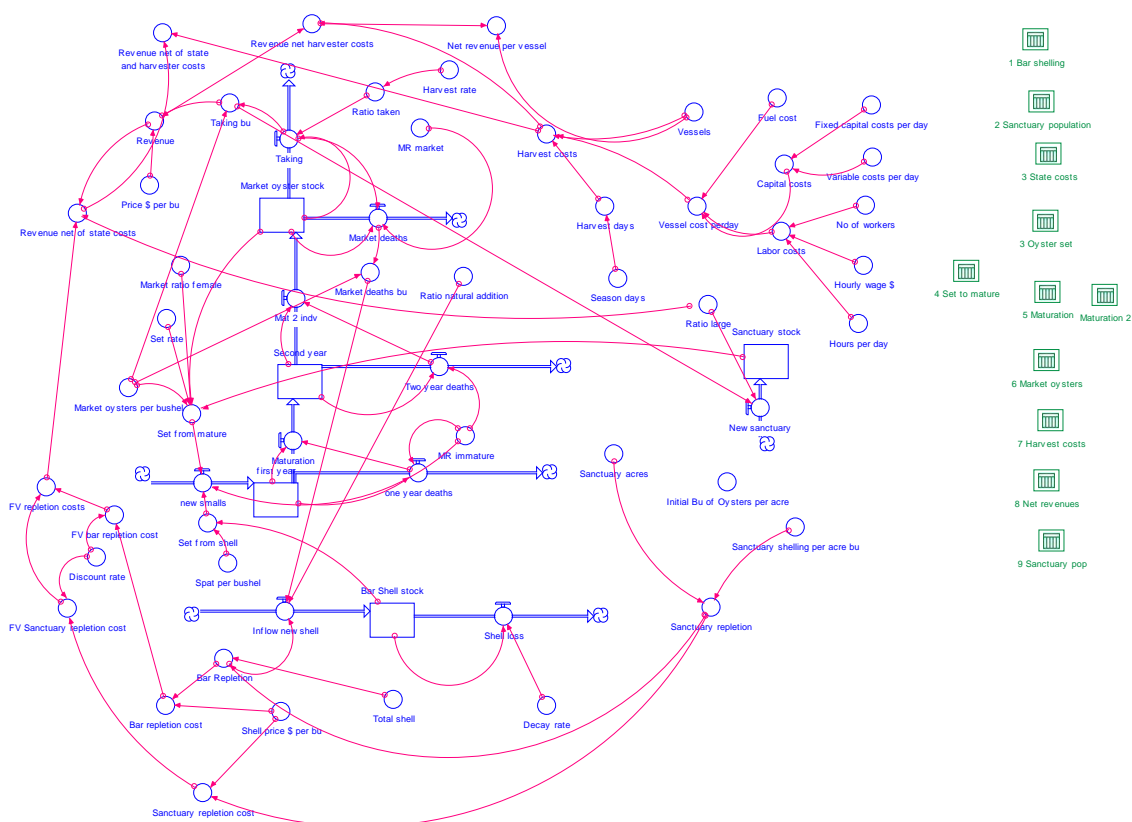 Revenue net of state
and harvester costs
Revenue net harvester costs
Net revenue per vessel
1 Bar shelling
Harvest rate
Ratio taken
Taking bu
Revenue
MR market
Taking
Harvest costs
Vessels
Fuel cost
Fixed capital costs per day
2 Sanctuary population
3 State costs
Capital costs
Variable costs per day
Price $ per bu
Market oyster stock
Revenue net of state costs
Market deaths
Harvest days
Vessel cost perday
No of workers
Labor costs
3 Oyster set
Market ratio female
Market deaths bu
Ratio natural addition
Season days
Hourly wage $
4 Set to mature
Mat 2 indv
Ratio large
5 Maturation
Maturation 2
Set rate
Sanctuary stock
Hours per day
Second year
Two year deaths
6 Market oysters
Market oysters per bushel
Set from mature
New sanctuary
7 Harvest costs
Maturation
first year
MR immature
Sanctuary acres
one year deaths
new smalls
Initial Bu of Oysters per acre
8 Net revenues
FV repletion costs
FV bar repletion cost
Set from shell
Sanctuary shelling per acre bu
9 Sanctuary pop
Discount rate
Spat per bushel
Bar Shell stock
FV Sanctuary repletion cost
Inflow new shell
Shell loss
Sanctuary repletion
Bar Repletion
Bar repletion cost
Shell price $ per bu
Total shell
Decay rate
Sanctuary repletion cost